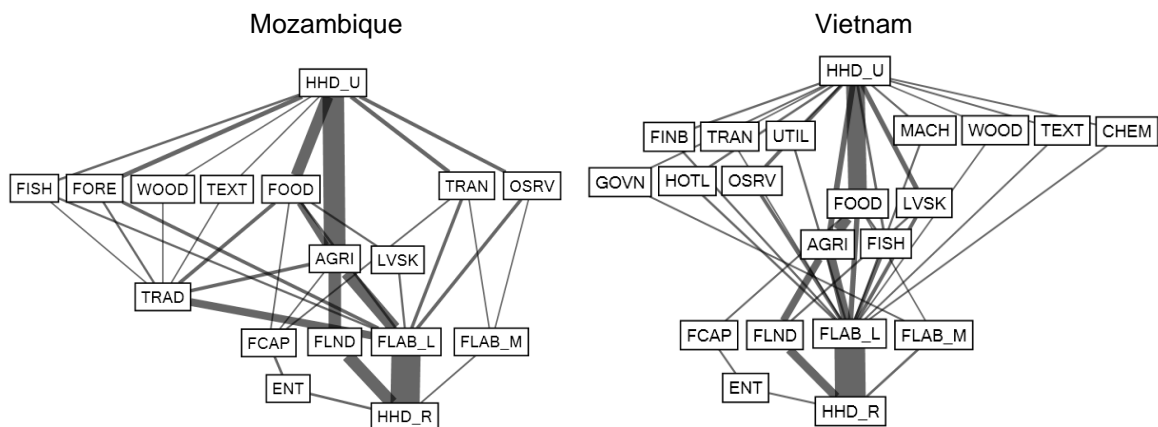 Mozambique
HHD_U
FISH FORE WOOD TEXT FOOD TRAN OSRV
AGRI LVSK
TRAD
FCAP FLND FLAB_L FLAB_M
ENT
HHD_R
Vietnam
HHD_U
FINB TRAN UTIL MACH WOOD TEXT CHEM
GOVN HOTL OSRV
FOOD LVSK
AGRI FISH
FCAP FLND FLAB_L FLAB_M
ENT
HHD_R